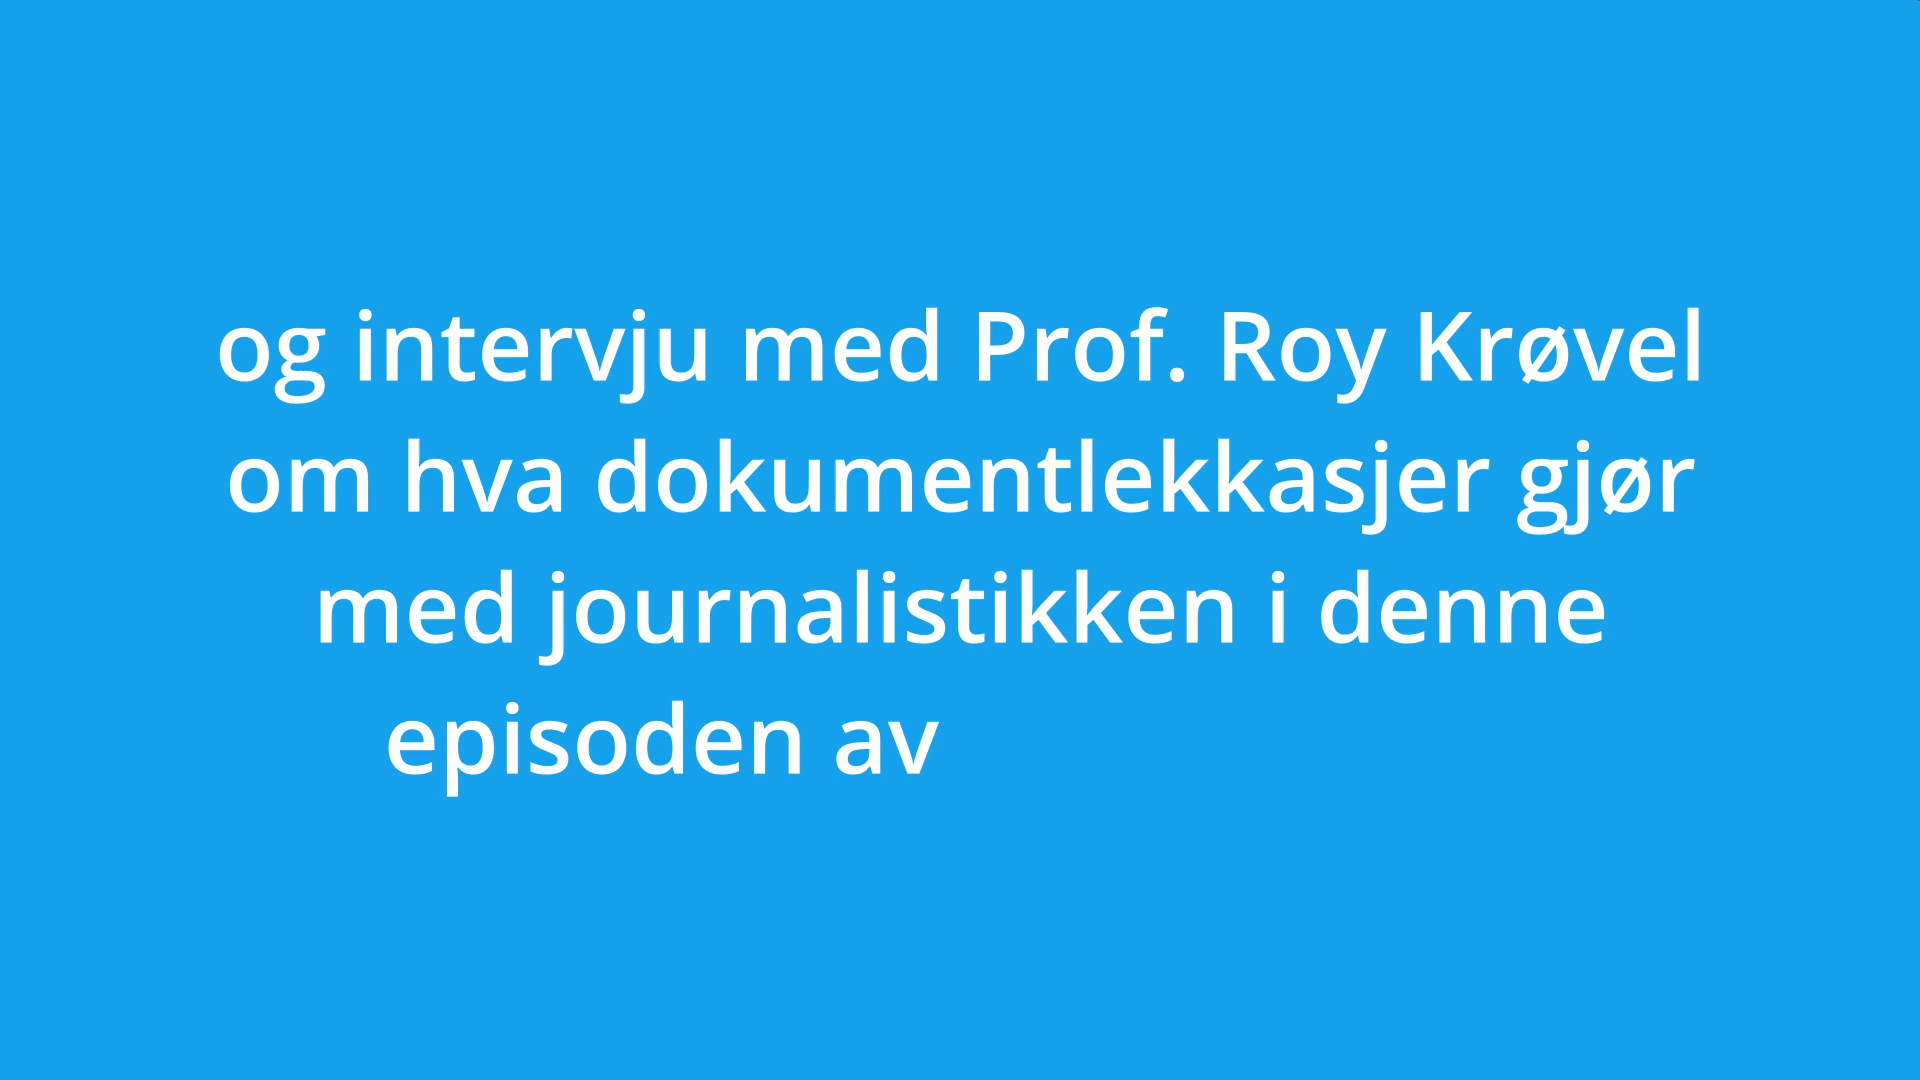 og intervju med Prof. Roy Krøvel
om hva dokumentlekkasjer gjør
med journalistikken i denne
episoden av